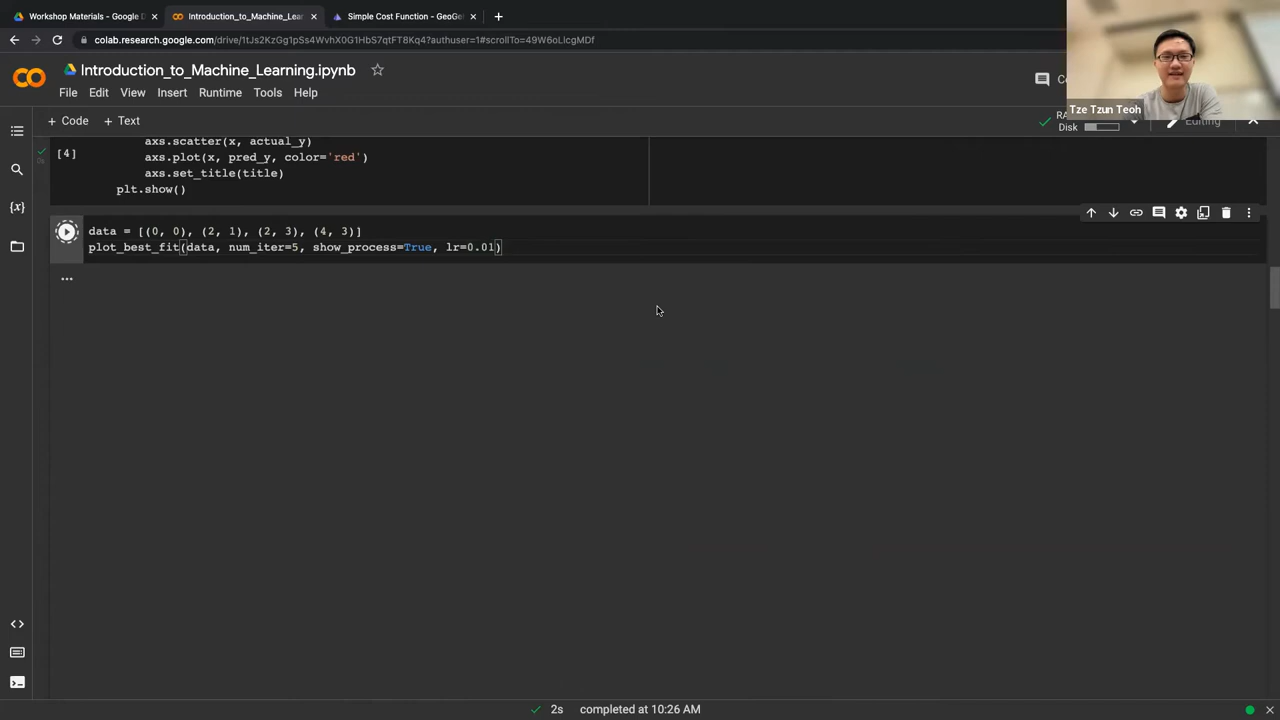 Workshop Materials - Google D
Introduction_to_Machine_Lear
Simple Cost Function - GeoGe
colab.research.google.com/drive/1tJs2KzGg1pSs4WvhX0G1HbS7qtFT8Kq4?authuser=1#scrollTo=49W6oLlcgMDf
Introduction_to_Machine_Learning.ipynb
File Edit View Insert Runtime Tools Help
Tze Tzun Teoh
+ Code + Text
Disk
Editing
axs.scatter(x, actual_y)
[4]
axs.plot(x, pred_y, color='red')
axs.set_title(title)
plt.show()
data = [(0, 0), (2, 1), (2, 3), (4, 3)]
plot_best_fit(data, num_iter=5, show_process=True, lr=0.01)
2s completed at 10:26 AM